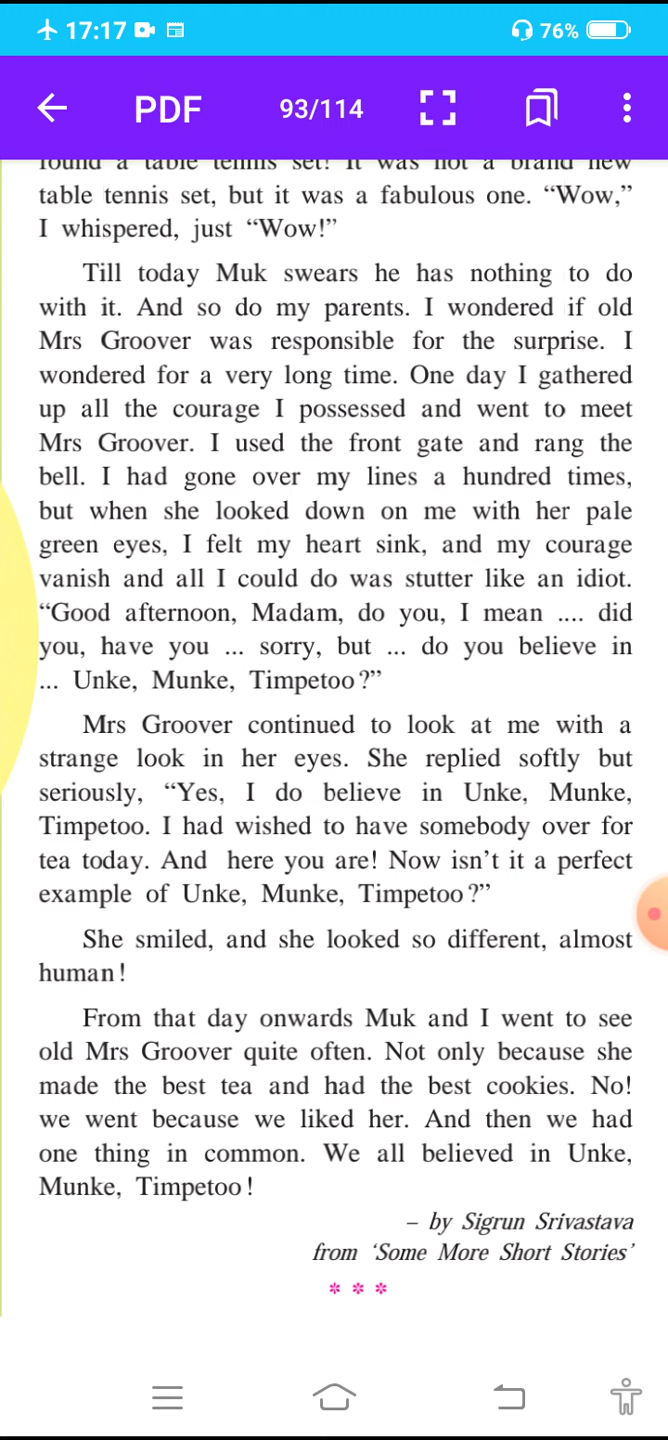 17:17
76%
PDF 93/114
found a table tennis set! It was not a brand new
table tennis set, but it was a fabulous one. “Wow,”
I whispered, just “Wow!”
Till today Muk swears he has nothing to do
with it. And so do my parents. I wondered if old
Mrs Groover was responsible for the surprise. I
wondered for a very long time. One day I gathered
up all the courage I possessed and went to meet
Mrs Groover. I used the front gate and rang the
bell. I had gone over my lines a hundred times,
but when she looked down on me with her pale
green eyes, I felt my heart sink, and my courage
vanish and all I could do was stutter like an idiot.
“Good afternoon, Madam, do you, I mean .... did
you, have you ... sorry, but ... do you believe in
... Unke, Munke, Timpetoo?”
Mrs Groover continued to look at me with a
strange look in her eyes. She replied softly but
seriously, “Yes, I do believe in Unke, Munke,
Timpetoo. I had wished to have somebody over for
tea today. And here you are! Now isn’t it a perfect
example of Unke, Munke, Timpetoo?”
She smiled, and she looked so different, almost
human!
From that day onwards Muk and I went to see
old Mrs Groover quite often. Not only because she
made the best tea and had the best cookies. No!
we went because we liked her. And then we had
one thing in common. We all believed in Unke,
Munke, Timpetoo!
– by Sigrun Srivastava
from ‘Some More Short Stories’
* * *